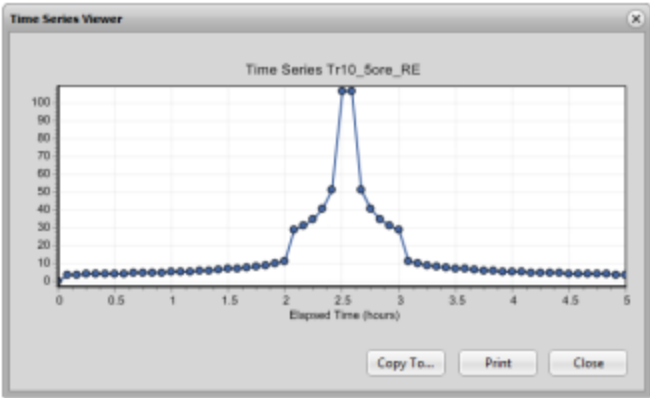 Time Series Viewer
Time Series Tr10_5ore_RE
100
90
80
70
60
50
40
30
20
10
0
0 0.5 1 1.5 2 2.5 3 3.5 4 4.5 5
Elapsed Time (hours)
Copy To... Print Close